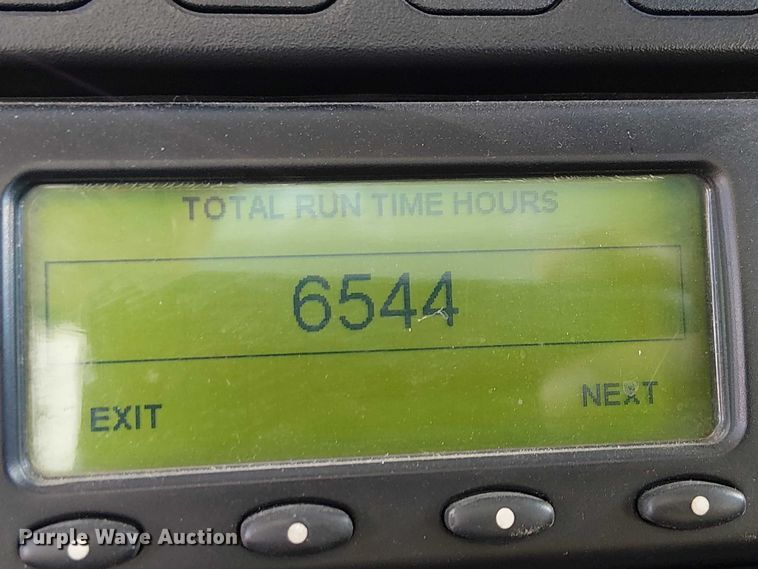 TOTAL RUN TIME HOURS
6544
EXIT
NEXT
Purple Wave Auction